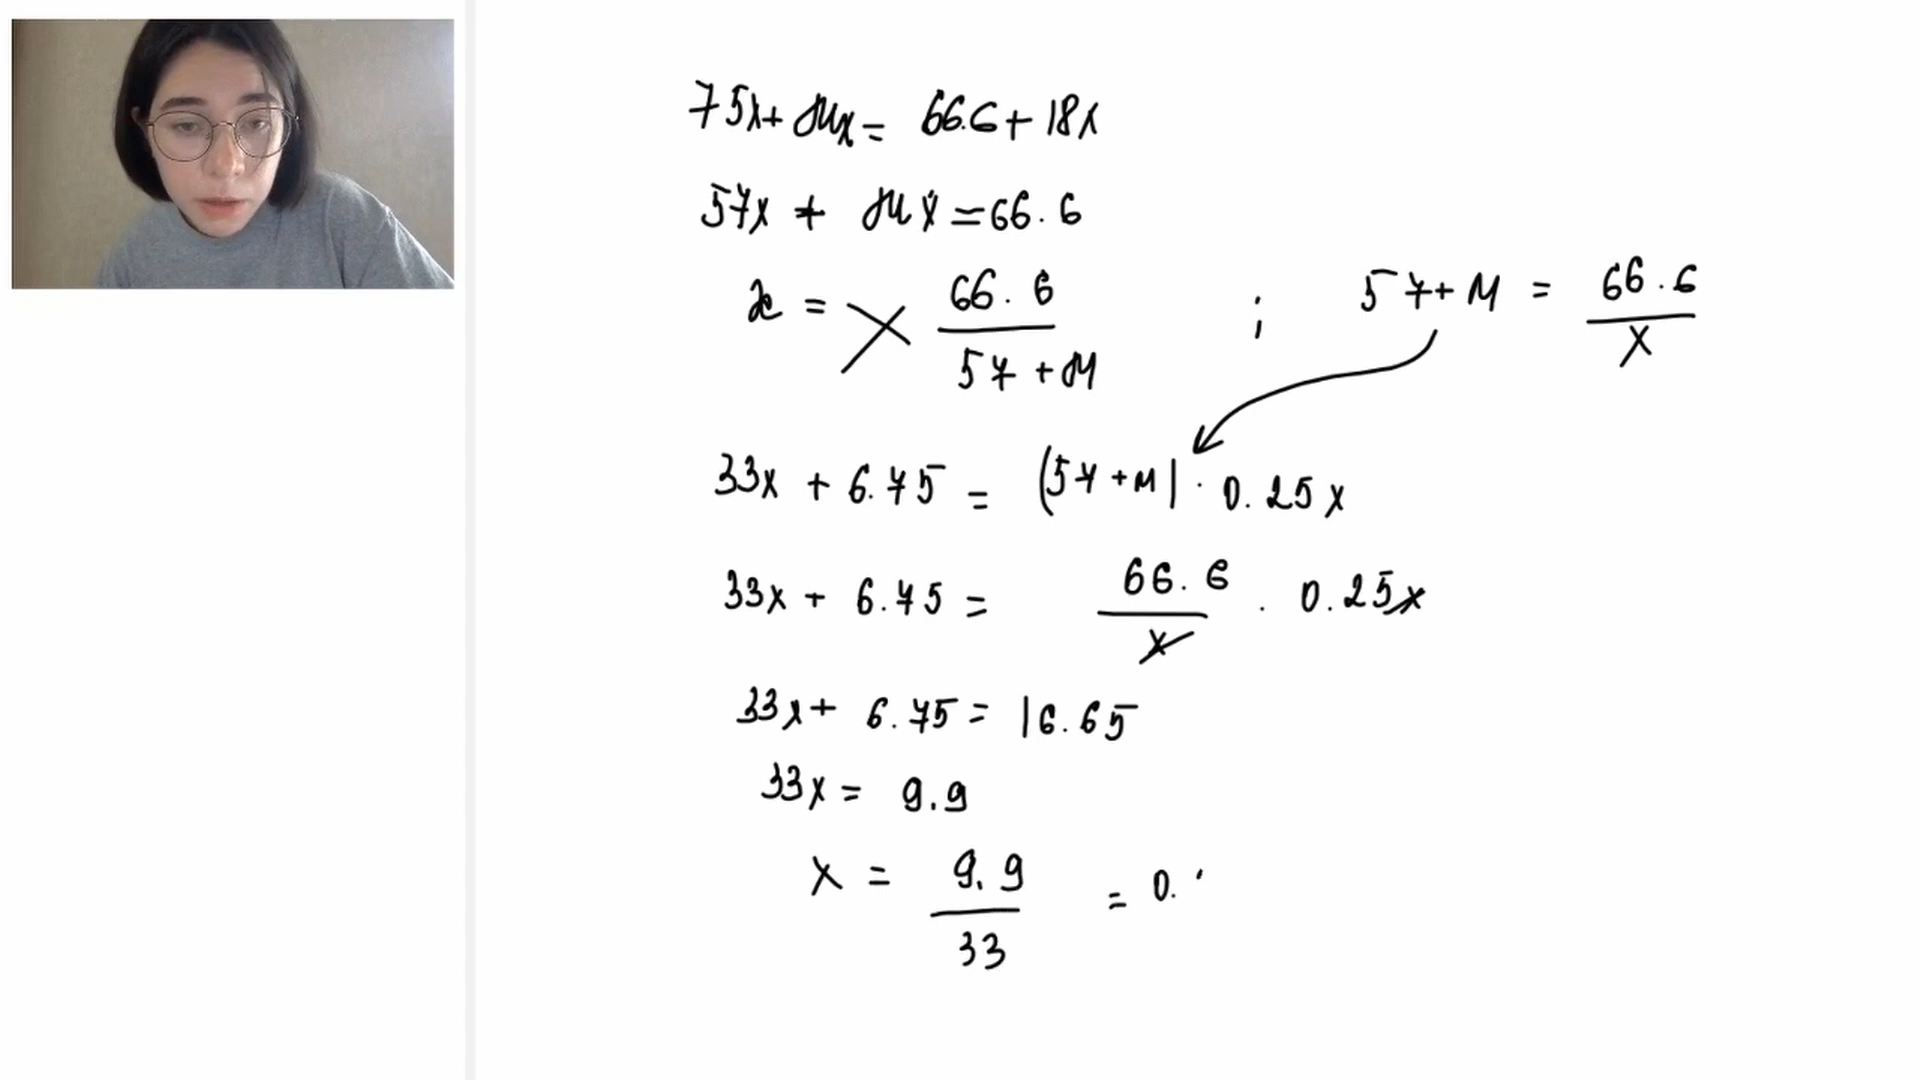 75x + Mx = 66.6 + 18x
57x + Mx = 66.6
x = 66.6 / 57 + M ; 57 + M = 66.6 / x
33x + 6.75 = (57 + M) · 0.25x
33x + 6.75 = 66.6 / x · 0.25x
33x + 6.75 = 16.65
33x = 9.9
x = 9.9 / 33 = 0.